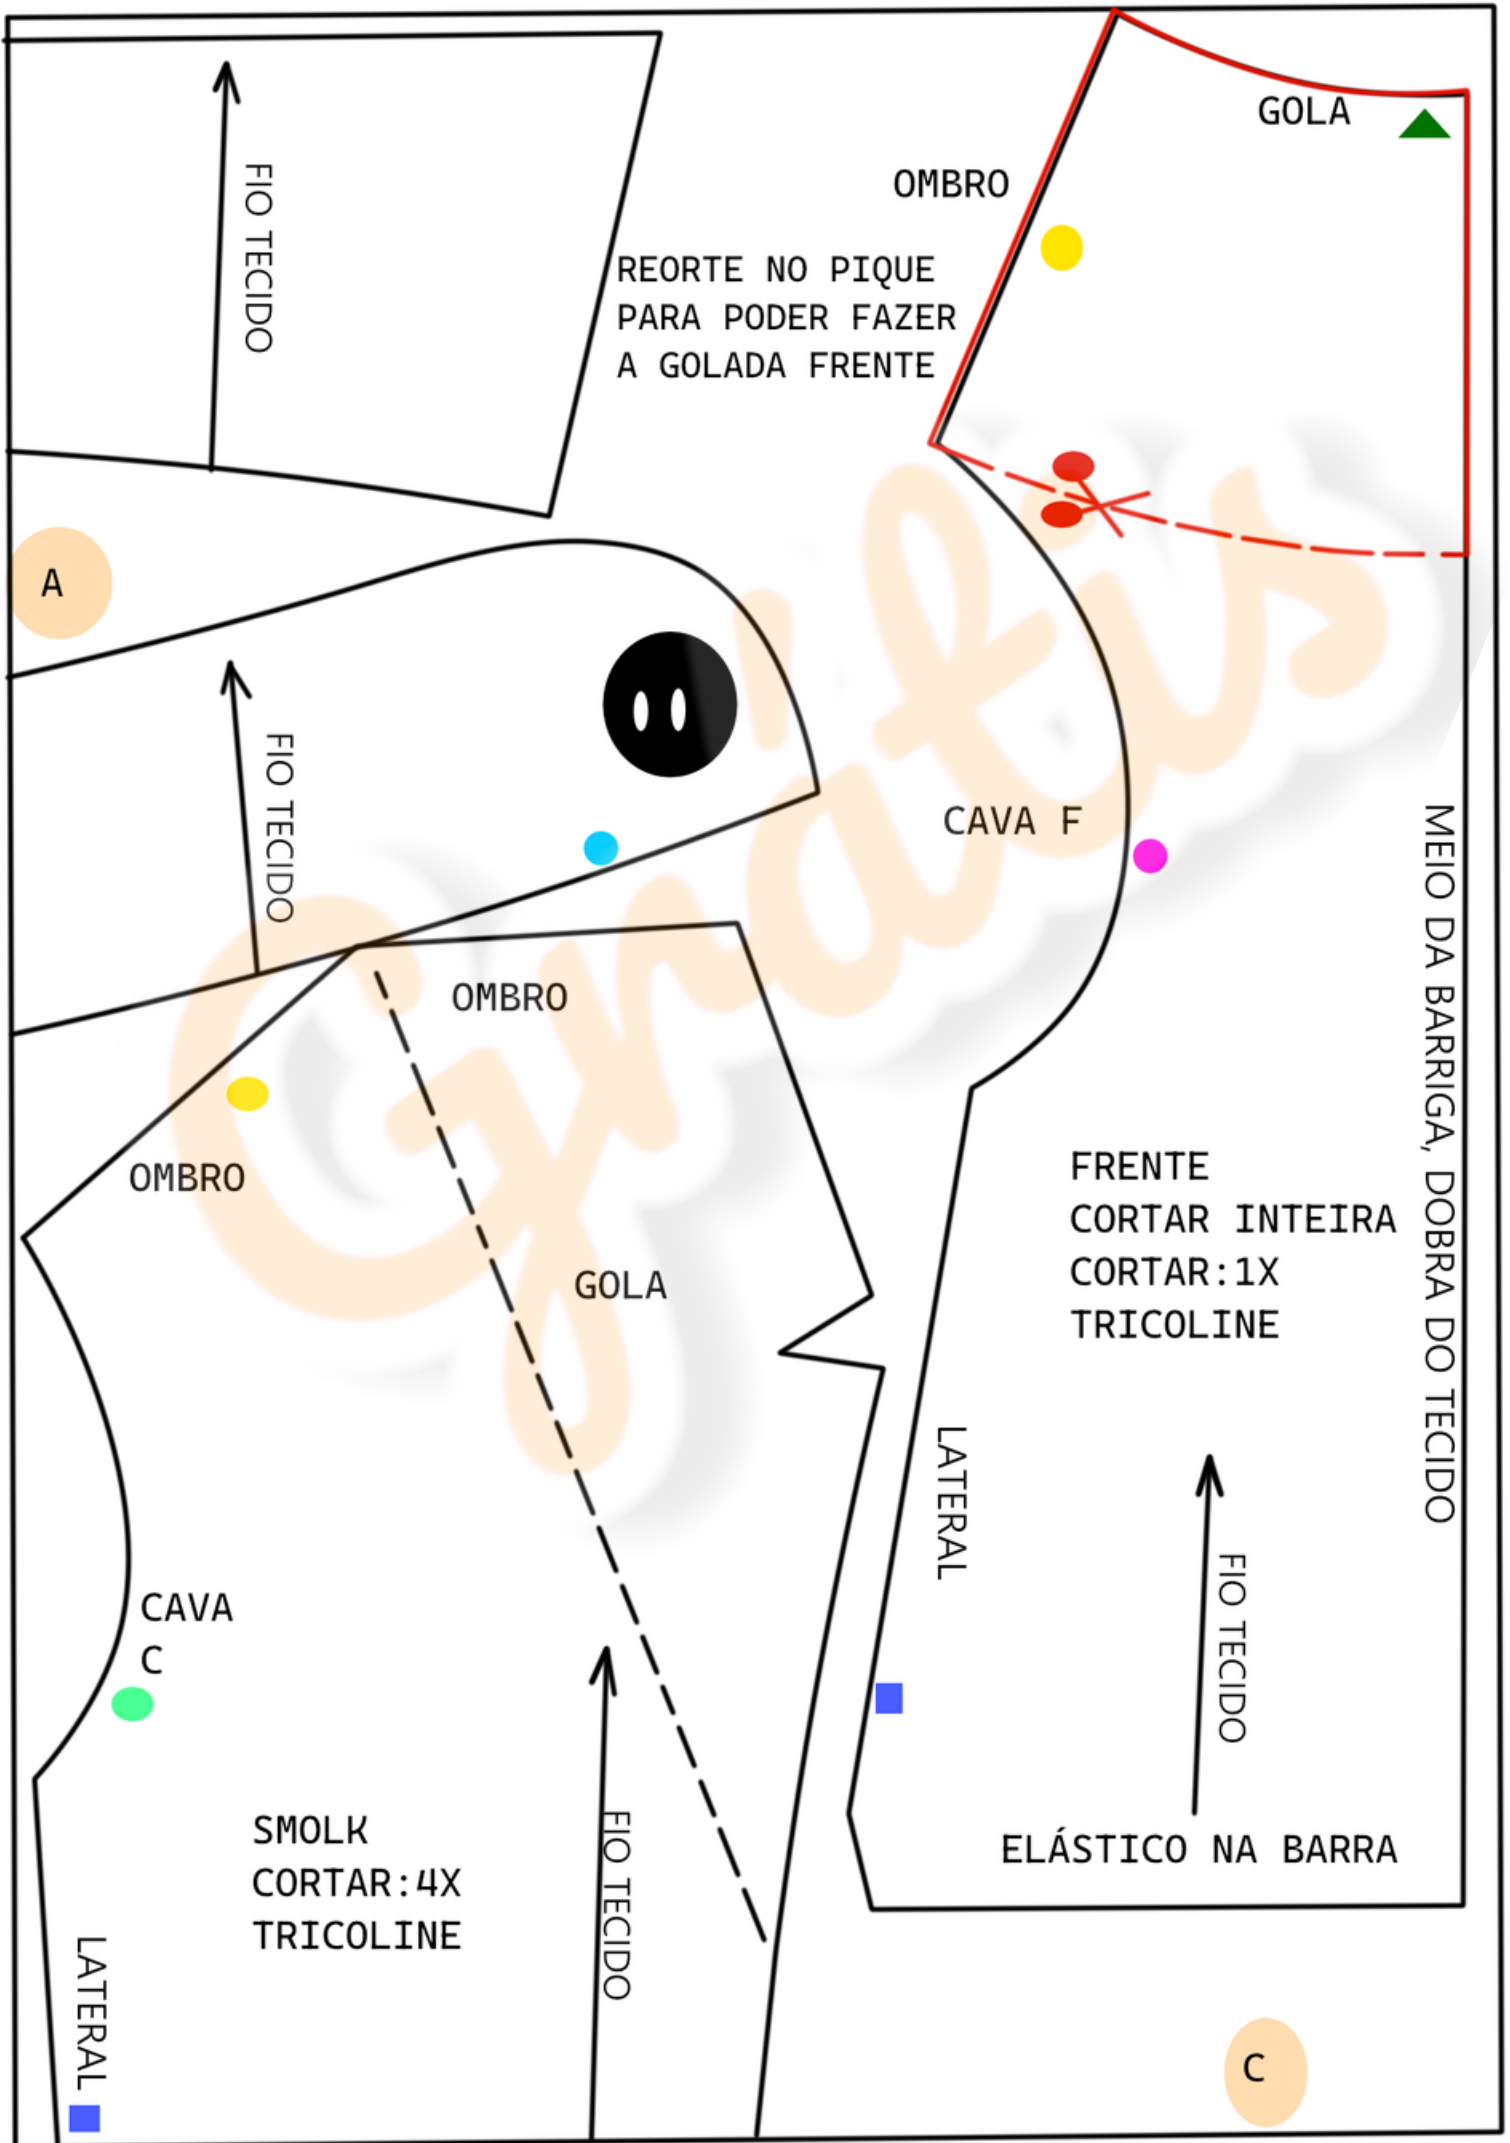 GOLA
OMBRO
FIO TECIDO
REORTE NO PIQUE
PARA PODER FAZER
A GOLADA FRENTE
A
FIO TECIDO
CAVA F
MEIO DA BARRIGA, DOBRA DO TECIDO
OMBRO
OMBRO
GOLA
FRENTE
CORTAR INTEIRA
CORTAR:1X
TRICOLINE
LATERAL
FIO TECIDO
CAVA
C
SMOLK
CORTAR:4X
TRICOLINE
FIO TECIDO
ELÁSTICO NA BARRA
LATERAL
C
Grátis